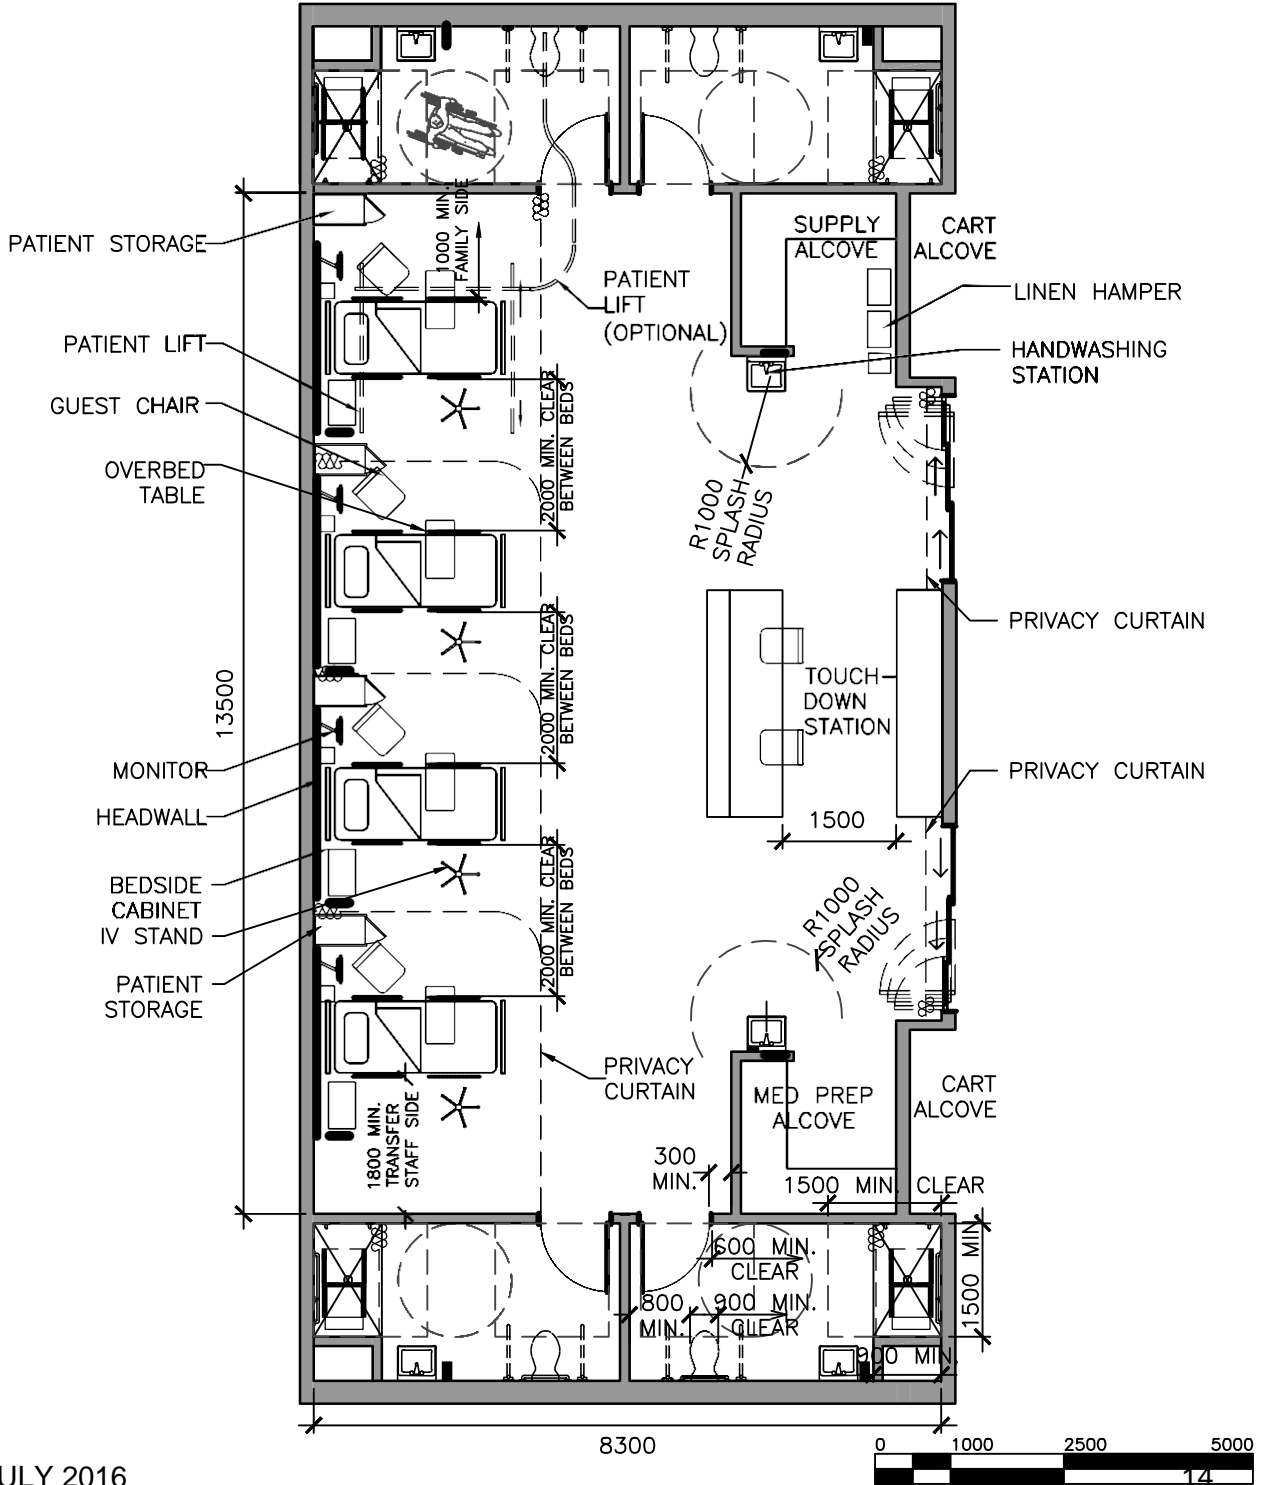 1000 MIN.
FAMILY SIDE
SUPPLY
ALCOVE
CART
ALCOVE
PATIENT STORAGE
PATIENT
LIFT
(OPTIONAL)
LINEN HAMPER
PATIENT LIFT
HANDWASHING
STATION
GUEST CHAIR
2000 MIN. CLEAR
BETWEEN BEDS
OVERBED
TABLE
R1000
SPLASH
RADIUS
PRIVACY CURTAIN
2000 MIN. CLEAR
BETWEEN BEDS
13500
TOUCH
DOWN
STATION
MONITOR
PRIVACY CURTAIN
HEADWALL
1500
BEDSIDE
CABINET
IV STAND
2000 MIN. CLEAR
BETWEEN BEDS
R1000
SPLASH
RADIUS
PATIENT
STORAGE
PRIVACY
CURTAIN
MED PREP
ALCOVE
CART
ALCOVE
1800 MIN.
TRANSFER
STAFF SIDE
300
MIN.
1500 MIN. CLEAR
600 MIN.
CLEAR
1500 MIN.
800
MIN.
900 MIN.
CLEAR
900 MIN.
8300
0 1000 2500 5000
ULY 2016
14